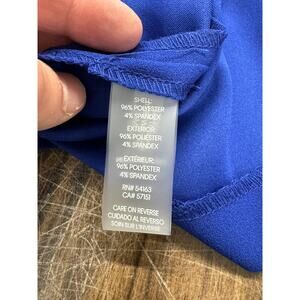 SHELL:
96% POLYESTER
4% SPANDEX
EXTERIOR:
96% POLIÉSTER
4% SPANDEX
EXTÉRIEUR:
96% POLYESTER
4% SPANDEX
RN# 54163
CA# 57151
CARE ON REVERSE
CUIDADO AL REVERSO
SOIN SUR L'INVERSE